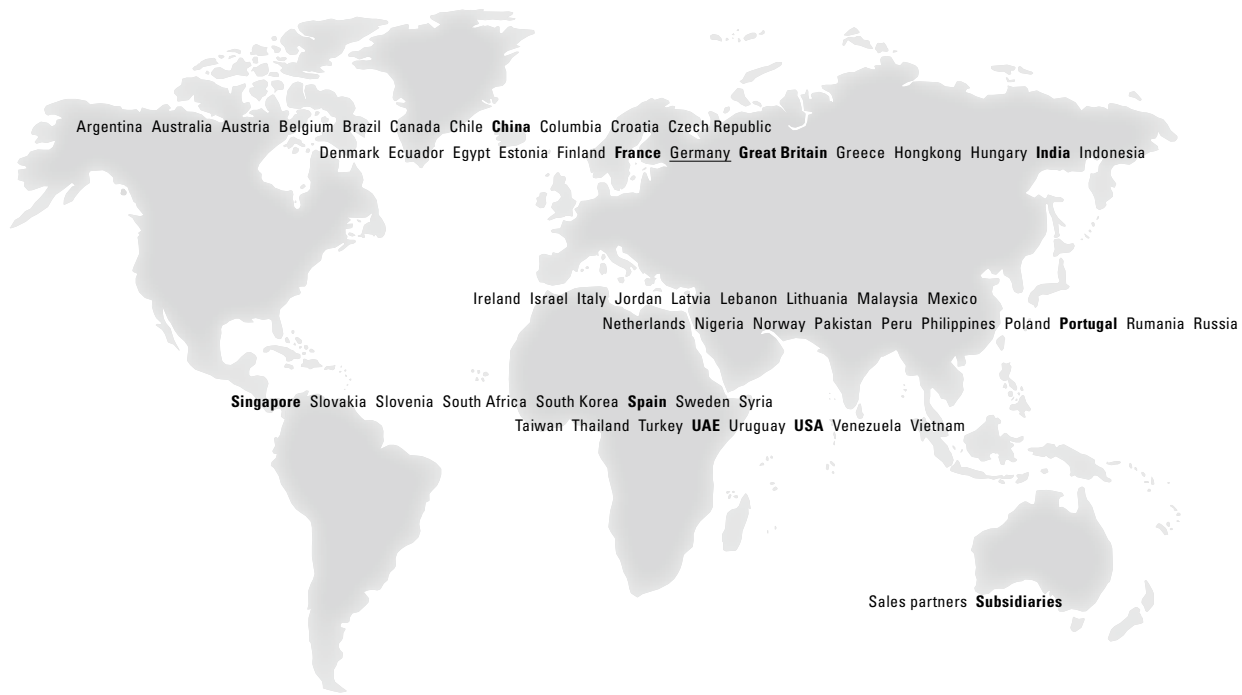 Argentina Australia Austria Belgium Brazil Canada Chile China Columbia Croatia Czech Republic
Denmark Ecuador Egypt Estonia Finland France Germany Great Britain Greece Hongkong Hungary India Indonesia
Ireland Israel Italy Jordan Latvia Lebanon Lithuania Malaysia Mexico
Netherlands Nigeria Norway Pakistan Peru Philippines Poland Portugal Rumania Russia
Singapore Slovakia Slovenia South Africa South Korea Spain Sweden Syria
Taiwan Thailand Turkey UAE Uruguay USA Venezuela Vietnam
Sales partners Subsidiaries